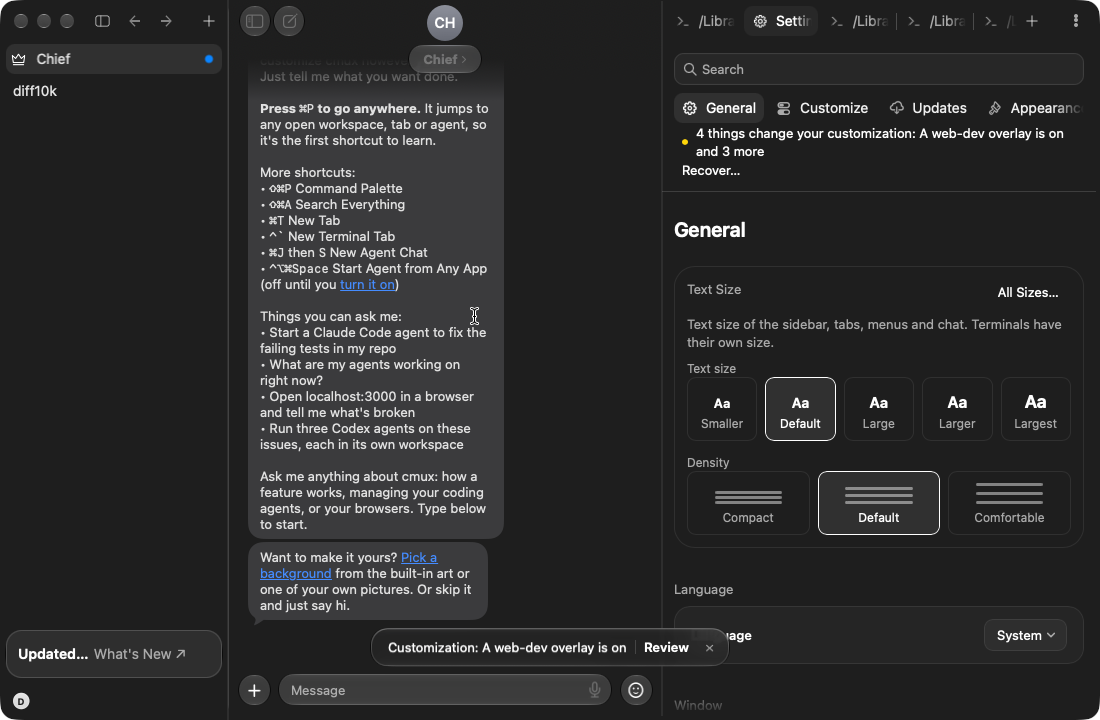 Chief
diff10k
Updated... What's New ↗
D
CH
Chief ›
Just tell me what you want done.
Press ⌘P to go anywhere. It jumps to
any open workspace, tab or agent, so
it's the first shortcut to learn.
More shortcuts:
• ⇧⌘P Command Palette
• ⇧⌘A Search Everything
• ⌘T New Tab
• ^` New Terminal Tab
• ⌘J then S New Agent Chat
• ^⌥⌘Space Start Agent from Any App
(off until you turn it on)
Things you can ask me:
• Start a Claude Code agent to fix the
failing tests in my repo
• What are my agents working on
right now?
• Open localhost:3000 in a browser
and tell me what's broken
• Run three Codex agents on these
issues, each in its own workspace
Ask me anything about cmux: how a
feature works, managing your coding
agents, or your browsers. Type below
to start.
Want to make it yours? Pick a
background from the built-in art or
one of your own pictures. Or skip it
and just say hi.
Customization: A web-dev overlay is on Review ×
Message
/Libra Settin /Libra /Libra
Search
General Customize Updates Appearanc
4 things change your customization: A web-dev overlay is on
and 3 more
Recover...
General
Text Size All Sizes...
Text size of the sidebar, tabs, menus and chat. Terminals have
their own size.
Text size
Aa Aa Aa Aa Aa
Smaller Default Large Larger Largest
Density
Compact Default Comfortable
Language
System
Window